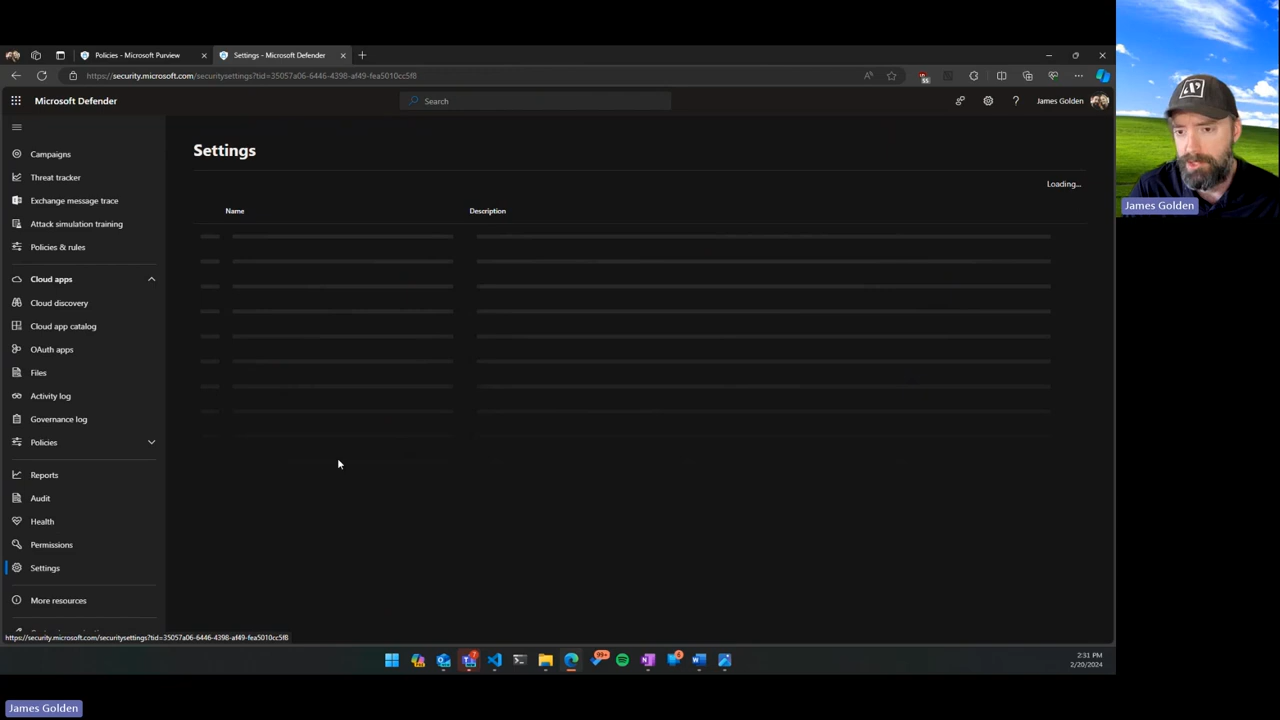 Policies - Microsoft Purview
Settings - Microsoft Defender
https://security.microsoft.com/securitysettings?tid=35057a06-6446-4398-af49-fea5010cc5f8
55
Microsoft Defender
Search
James Golden
Campaigns
Threat tracker
Exchange message trace
Attack simulation training
Policies & rules
Cloud apps
Cloud discovery
Cloud app catalog
OAuth apps
Files
Activity log
Governance log
Policies
Reports
Audit
Health
Permissions
Settings
More resources
Settings
Loading...
Name
Description
https://security.microsoft.com/securitysettings?tid=35057a06-6446-4398-af49-fea5010cc5f8
99+
2:31 PM
2/20/2024
James Golden
James Golden